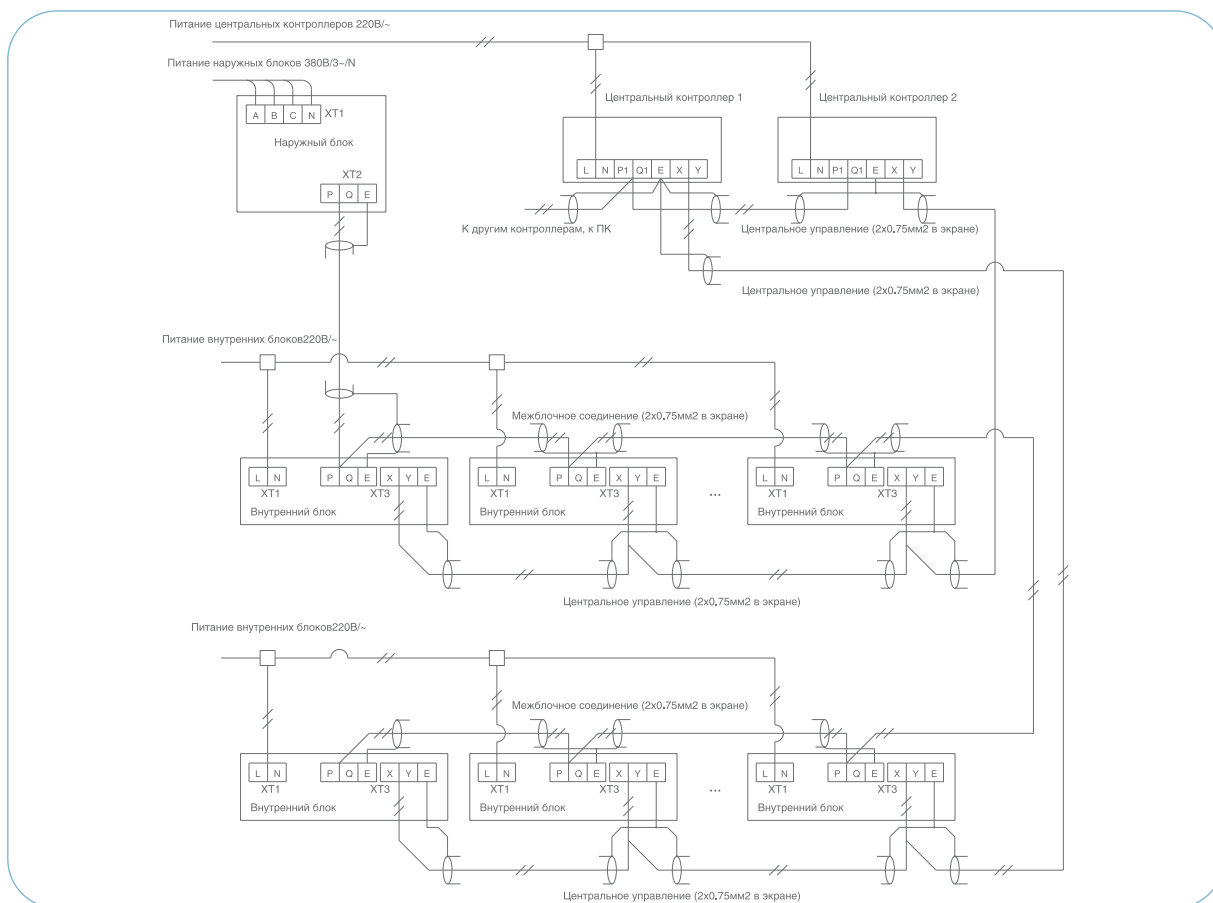 Питание центральных контроллеров 220В/~
Питание наружных блоков 380В/3~/N
A B C N XT1
Наружный блок
XT2
P Q E
Центральный контроллер 1
Центральный контроллер 2
L N P1 Q1 E X Y
L N P1 Q1 E X Y
К другим контроллерам, к ПК
Центральное управление (2х0.75мм2 в экране)
Центральное управление (2х0.75мм2 в экране)
Питание внутренних блоков220В/~
Межблочное соединение (2х0.75мм2 в экране)
L N P Q E X Y E
L N P Q E X Y E
L N P Q E X Y E
XT1 XT3
XT1 XT3
XT1 XT3
Внутренний блок
Внутренний блок
...
Внутренний блок
Центральное управление (2х0.75мм2 в экране)
Питание внутренних блоков220В/~
Межблочное соединение (2х0.75мм2 в экране)
L N P Q E X Y E
L N P Q E X Y E
L N P Q E X Y E
XT1 XT3
XT1 XT3
XT1 XT3
Внутренний блок
Внутренний блок
...
Внутренний блок
Центральное управление (2х0.75мм2 в экране)